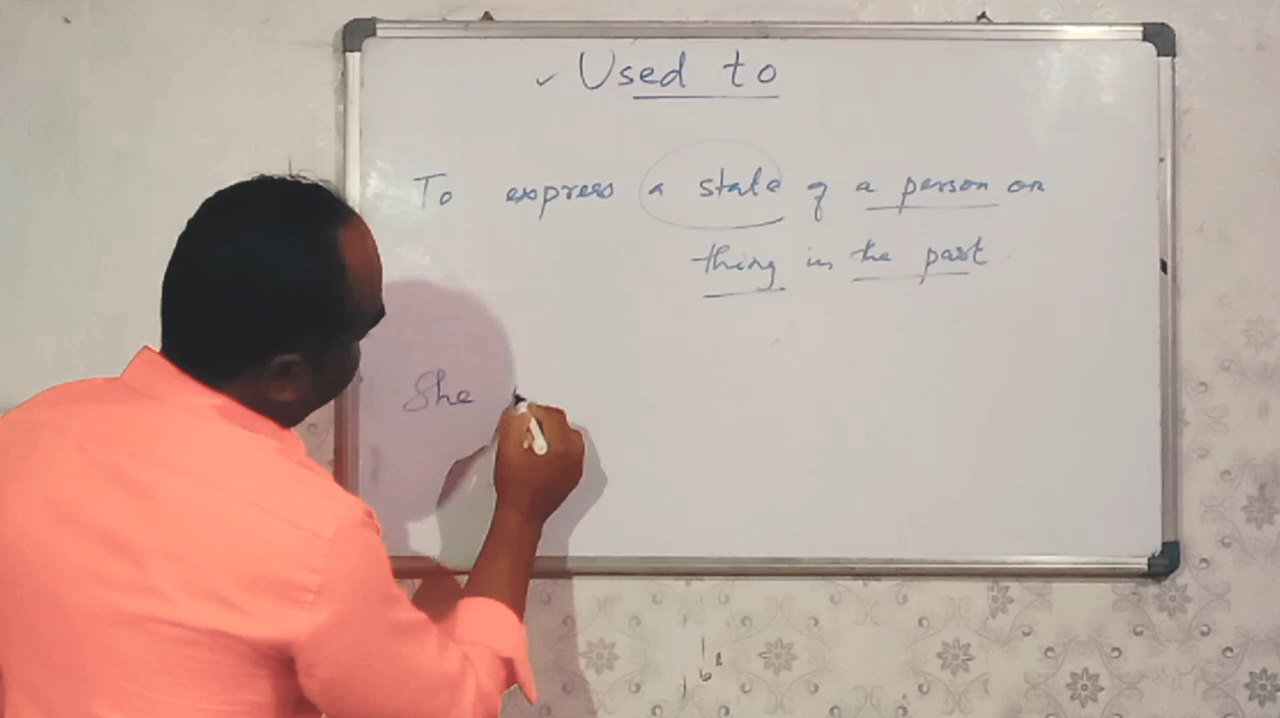 ✓ Used to
To express a state of a person or
thing in the past
She